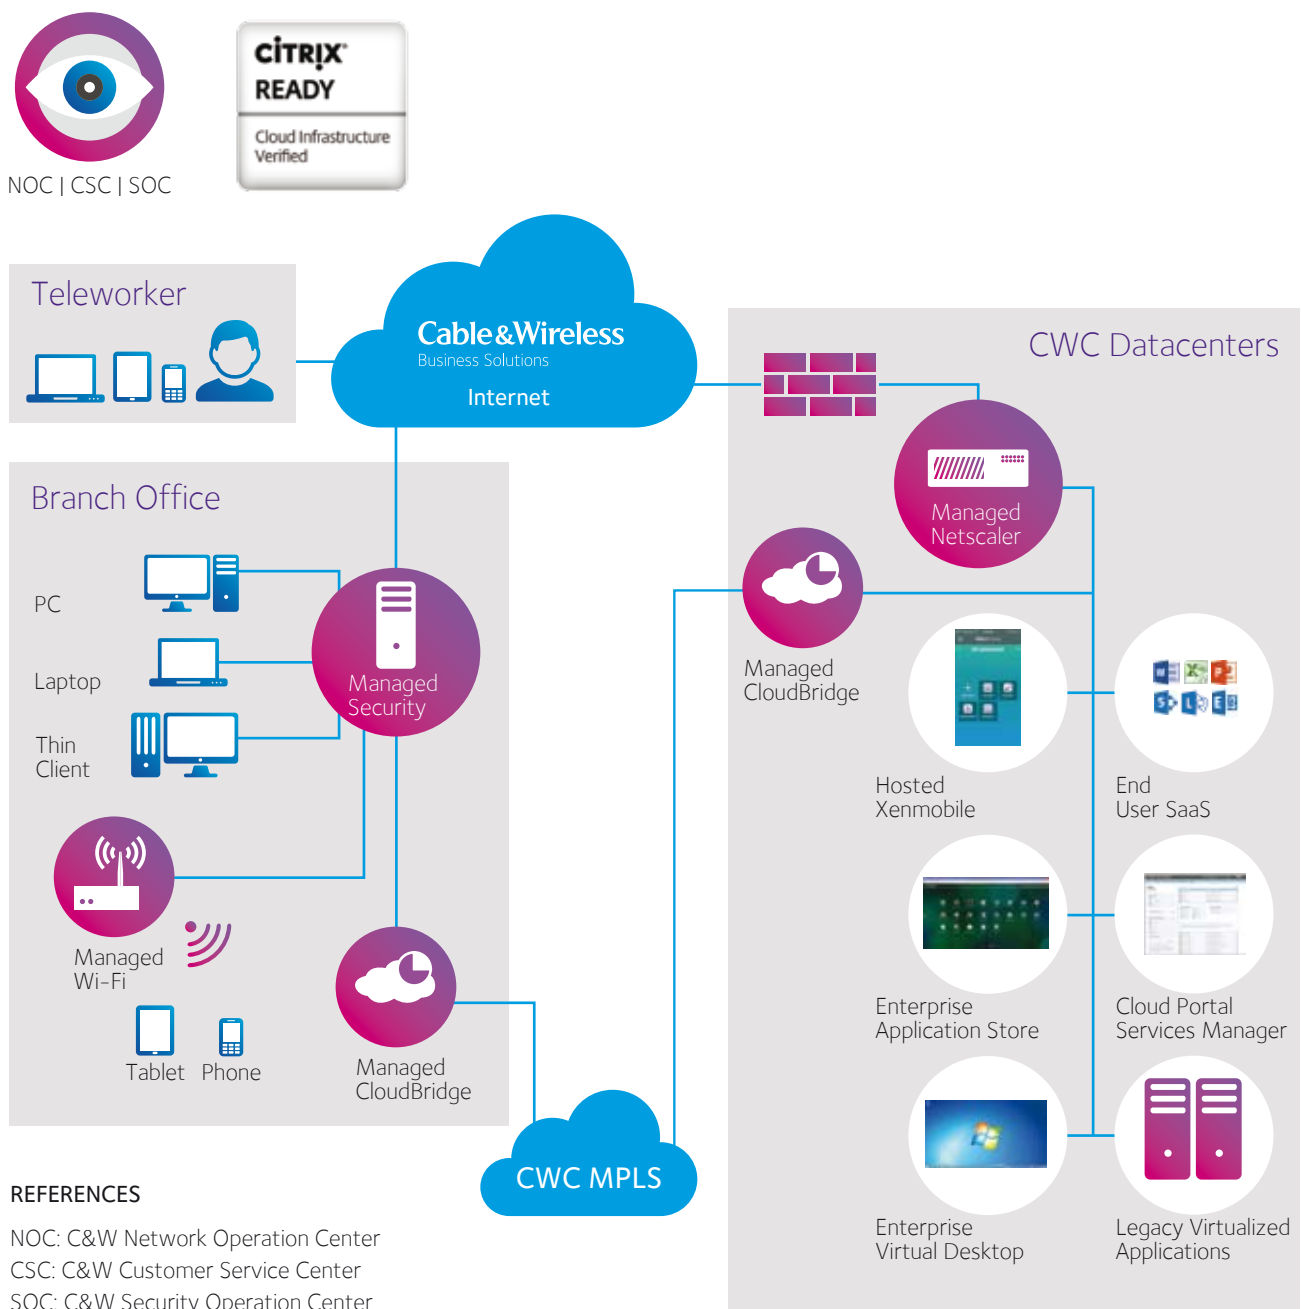 CİTRIX®
READY
Cloud Infrastructure
Verified
NOC | CSC | SOC
Teleworker
Cable&Wireless
Business Solutions
Internet
CWC Datacenters
Branch Office
PC
Laptop
Thin
Client
Managed
Security
Managed
Wi-Fi
Tablet
Phone
Managed
CloudBridge
CWC MPLS
Managed
Netscaler
Managed
CloudBridge
Hosted
Xenmobile
End
User SaaS
Enterprise
Application Store
Cloud Portal
Services Manager
Enterprise
Virtual Desktop
Legacy Virtualized
Applications
REFERENCES
NOC: C&W Network Operation Center
CSC: C&W Customer Service Center
SOC: C&W Security Operation Center